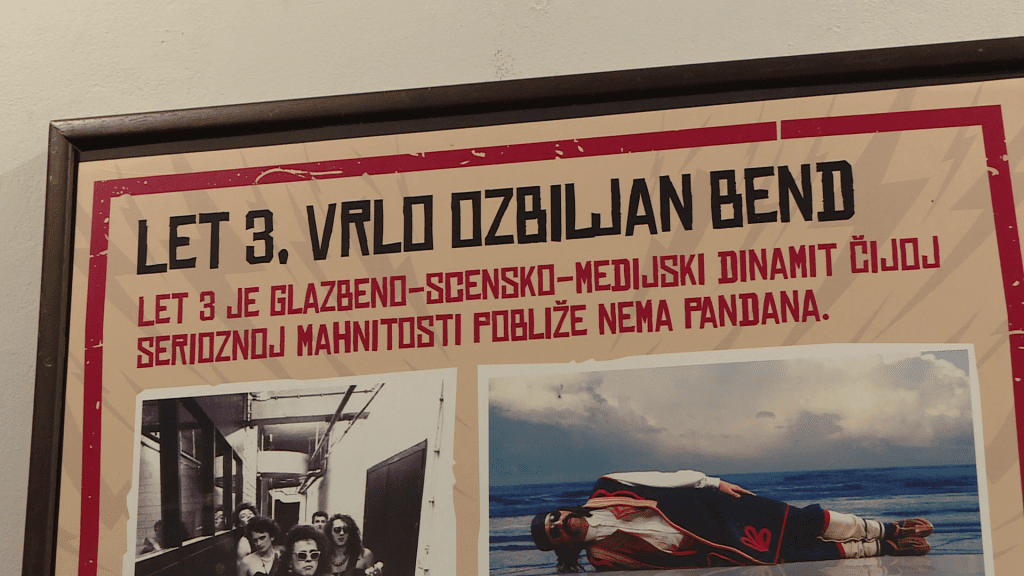 LET 3. VRLO OZBILJAN BEND
LET 3 JE GLAZBENO-SCENSKO-MEDIJSKI DINAMIT ČIJOJ
SERIOZNOJ MAHNITOSTI POBLIŽE NEMA PANDANA.